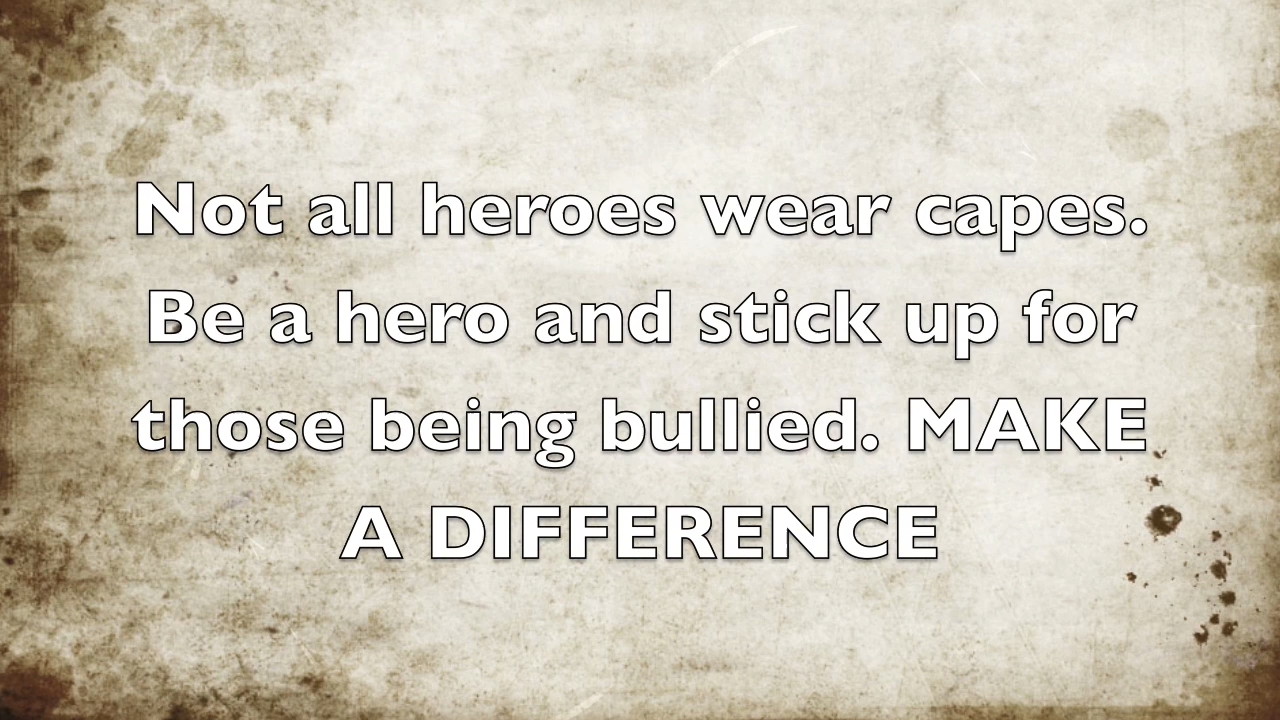 Not all heroes wear capes.
Be a hero and stick up for
those being bullied. MAKE
A DIFFERENCE